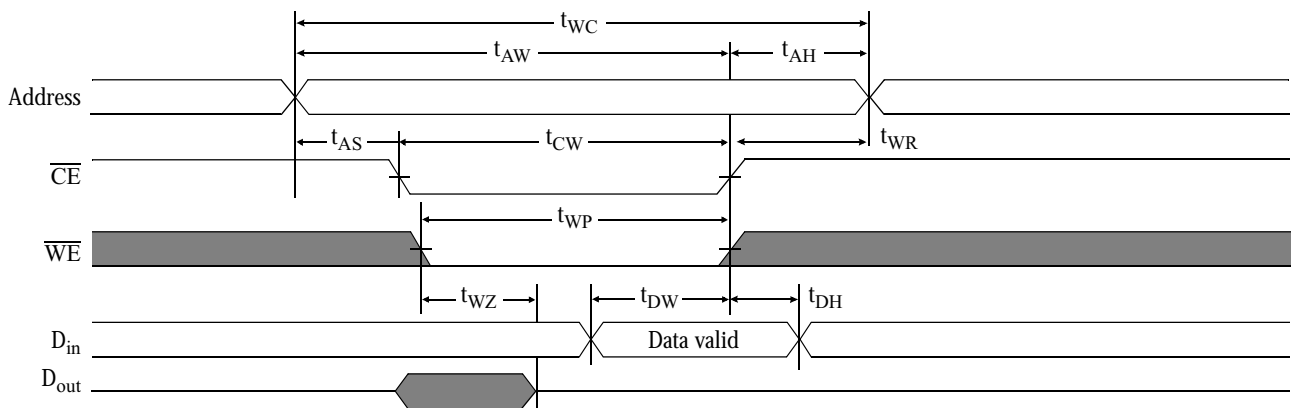 tWC
tAW tAH
Address
tAS tCW tWR
CE
tWP
WE
tWZ tDW tDH
Din Data valid
Dout